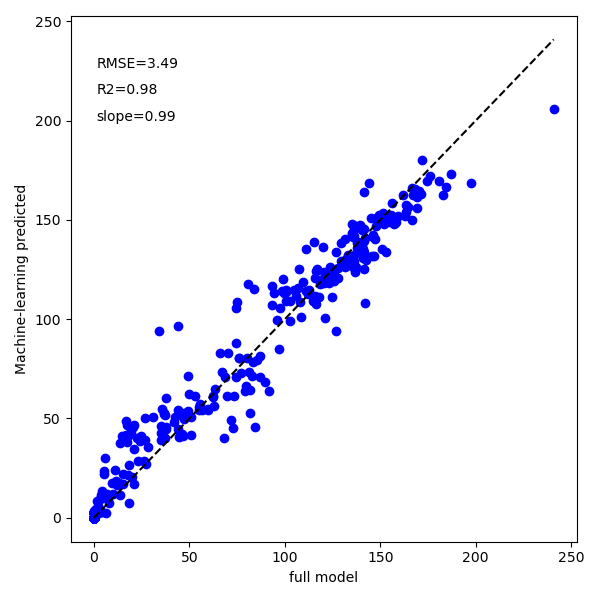 250
200
150
100
50
0
RMSE=3.49
R2=0.98
slope=0.99
Machine-learning predicted
0 50 100 150 200 250
full model